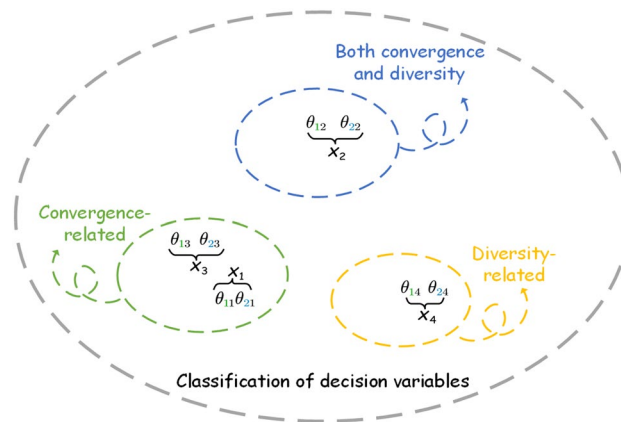 Both convergence
and diversity
θ₁₂ θ₂₂
x₂
Convergence-
related
θ₁₃ θ₂₃
x₃
x₁
θ₁₁θ₂₁
Diversity-
related
θ₁₄ θ₂₄
x₄
Classification of decision variables